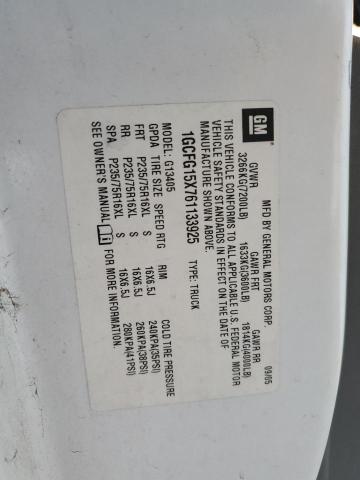 GM
MFD BY GENERAL MOTORS CORP 09/05
GVWR GAWR FRT GAWR RR
3266KG(7200LB) 1633KG(3600LB) 1814KG(4000LB)
THIS VEHICLE CONFORMS TO ALL APPLICABLE U.S. FEDERAL MOTOR
VEHICLE SAFETY STANDARDS IN EFFECT ON THE DATE OF
MANUFACTURE SHOWN ABOVE.
1GCFG15X761133925 TYPE: TRUCK
MODEL: G13405
GPDA TIRE SIZE SPEED RTG RIM COLD TIRE PRESSURE
FRT P235/75R16XL S 16X6.5J 240KPA(35PSI)
RR P235/75R16XL S 16X6.5J 260KPA(38PSI)
SPA P235/75R16XL S 16X6.5J 280KPA(41PSI)
SEE OWNER'S MANUAL i FOR MORE INFORMATION.